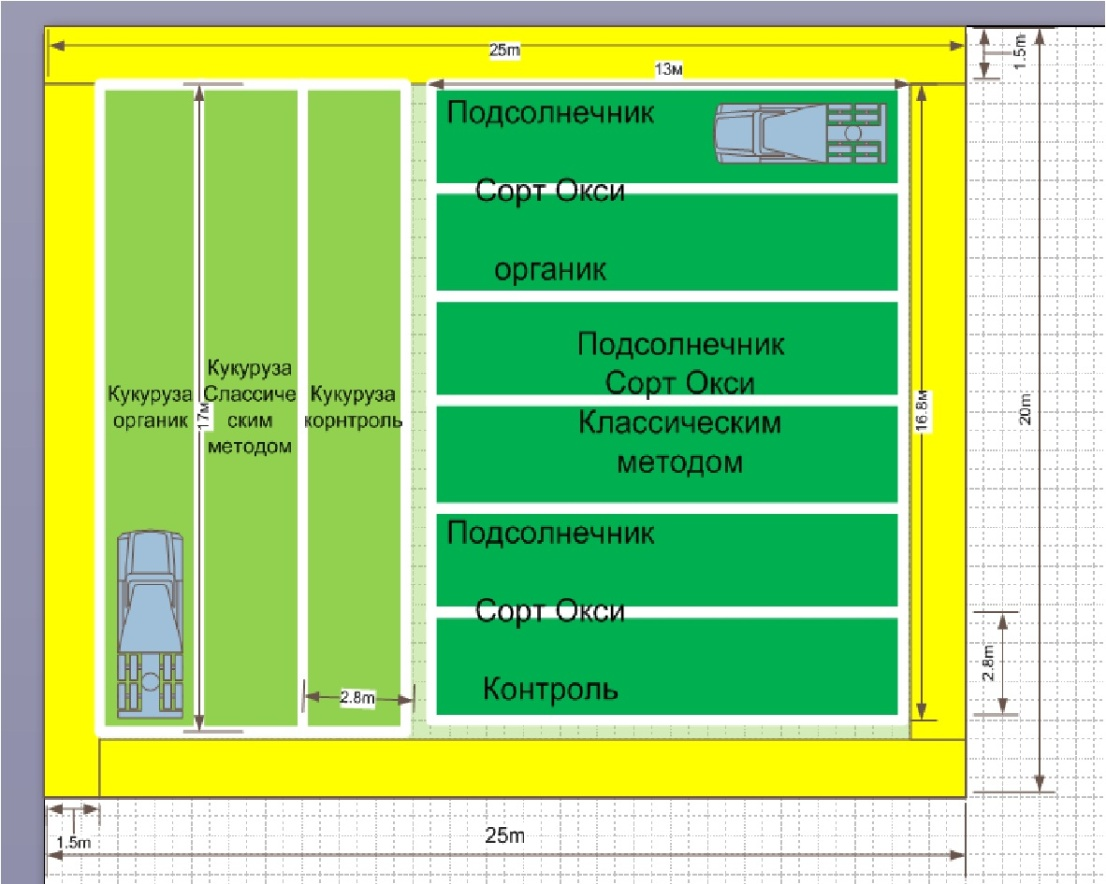 25m
1.5m
13м
Подсолнечник
Сорт Окси
органик
Подсолнечник
Сорт Окси
Классическим
методом
Кукуруза
органик
17м
Кукуруза
Слассиче
ским
методом
Кукуруза
корнтроль
16.8м
20m
Подсолнечник
Сорт Окси
Контроль
2.8m
2.8m
1.5m
25m